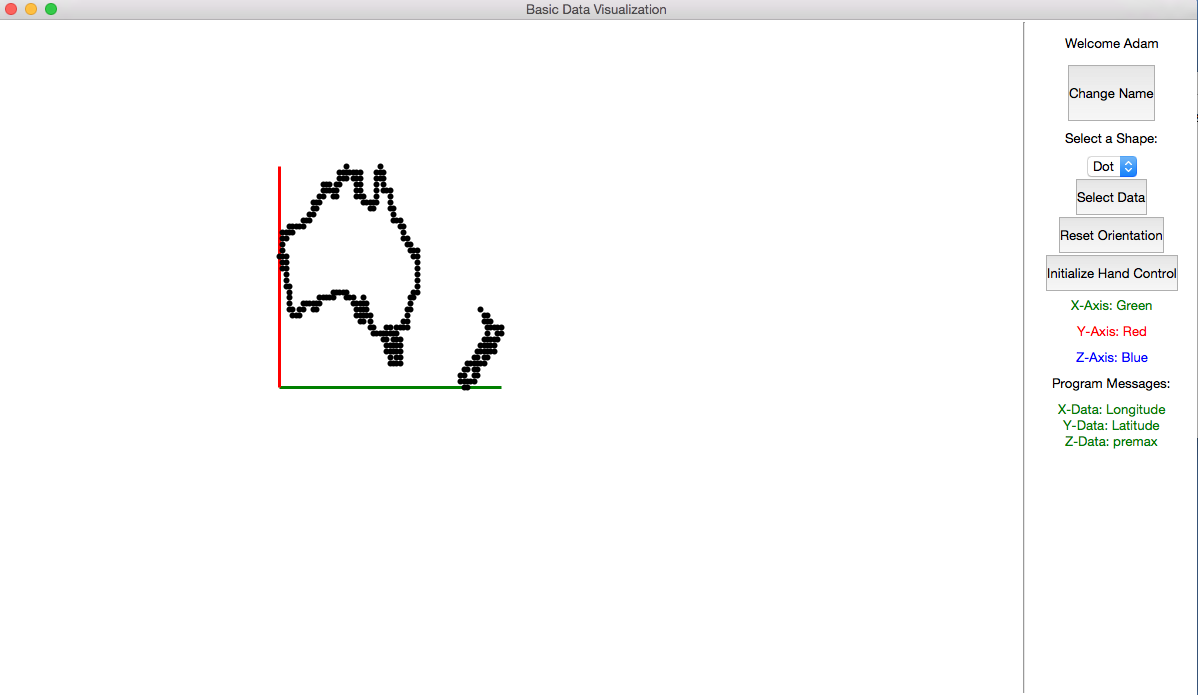 Basic Data Visualization
Welcome Adam
Change Name
Select a Shape:
Dot
Select Data
Reset Orientation
Initialize Hand Control
X-Axis: Green
Y-Axis: Red
Z-Axis: Blue
Program Messages:
X-Data: Longitude
Y-Data: Latitude
Z-Data: premax